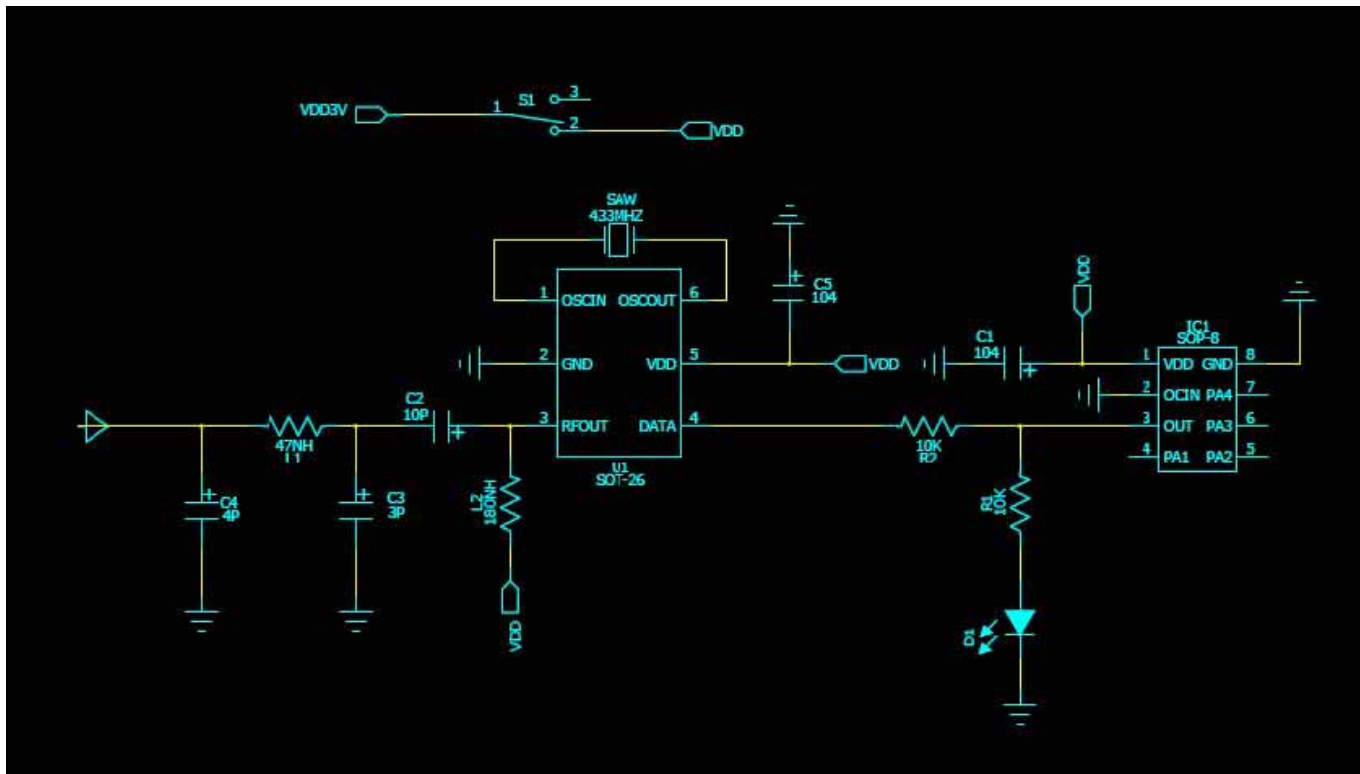 VDD3V
1
S1
3
2
VDD
SAW
433MHZ
1 OSCIN OSCOUT 6
2 GND VDD 5
3 RFOUT DATA 4
U1
SOT-26
C5
104
VDD
C1
104
VDD
IC1
SOP-8
1 VDD GND 8
2 OCIN PA4 7
3 OUT PA3 6
4 PA1 PA2 5
C2
10P
47NH
L1
C4
4P
C3
3P
L2
180NH
VDD
10K
R2
R1
10K
D1